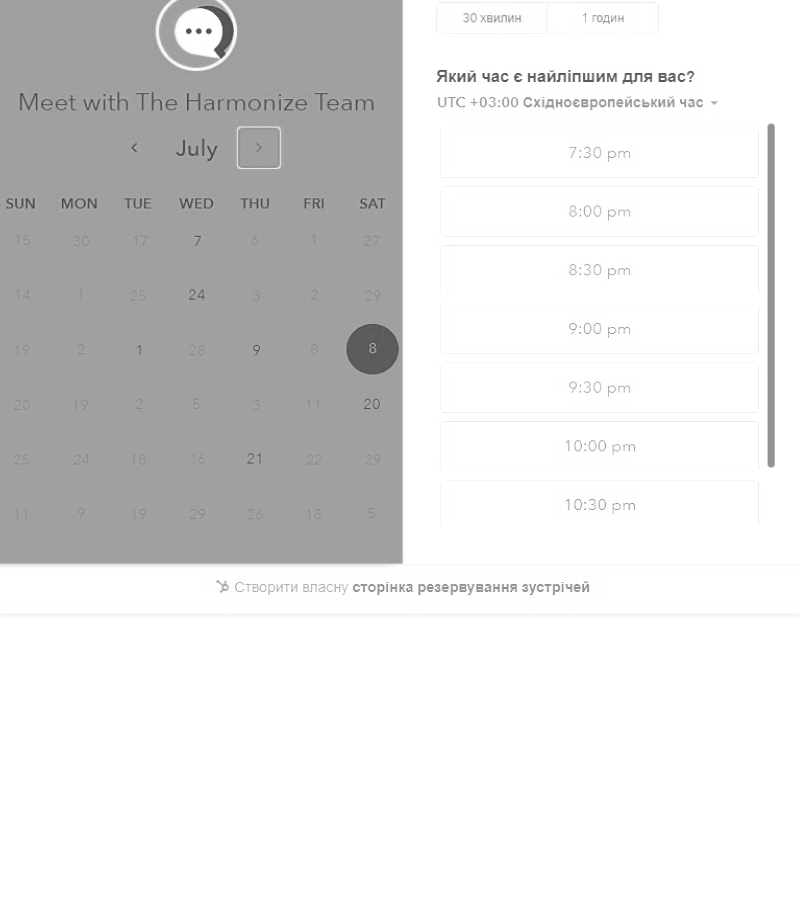 30 хвилин 1 годин
Meet with The Harmonize Team
July
SUN MON TUE WED THU FRI SAT
15 30 17 7 6 1 27
14 1 25 24 3 2 29
19 2 1 28 9 8 8
20 19 2 5 3 11 20
25 24 18 16 21 22 29
11 9 19 29 26 18 5
Який час є найліпшим для вас?
UTC +03:00 Східноєвропейський час
7:30 pm
8:00 pm
8:30 pm
9:00 pm
9:30 pm
10:00 pm
10:30 pm
Створити власну сторінка резервування зустрічей